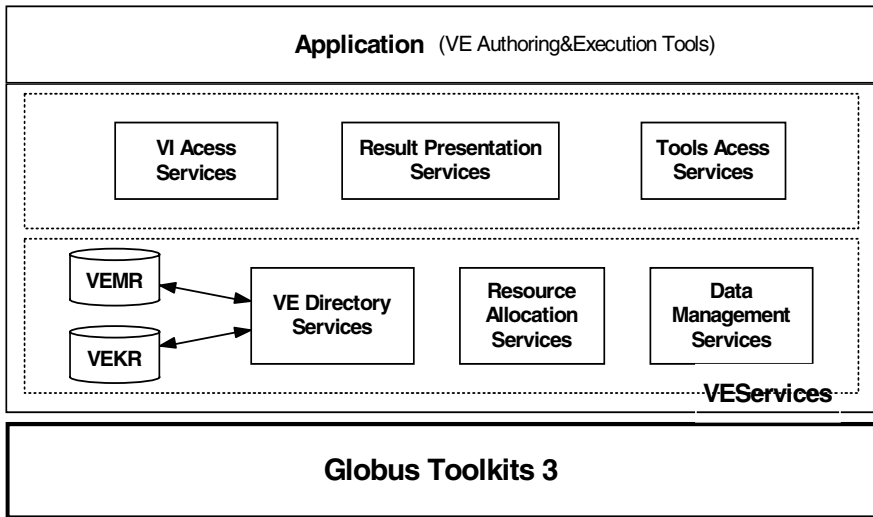 Application (VE Authoring&Execution Tools)
VI Acess
Services
Result Presentation
Services
Tools Acess
Services
VEMR
VEKR
VE Directory
Services
Resource
Allocation
Services
Data
Management
Services
VEServices
Globus Toolkits 3